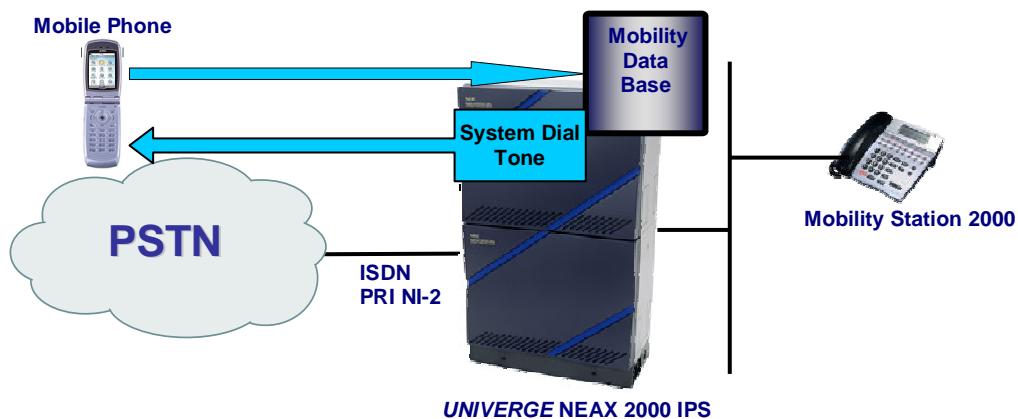 Mobile Phone
Mobility
Data
Base
System Dial
Tone
PSTN
ISDN
PRI NI-2
Mobility Station 2000
UNIVERGE NEAX 2000 IPS